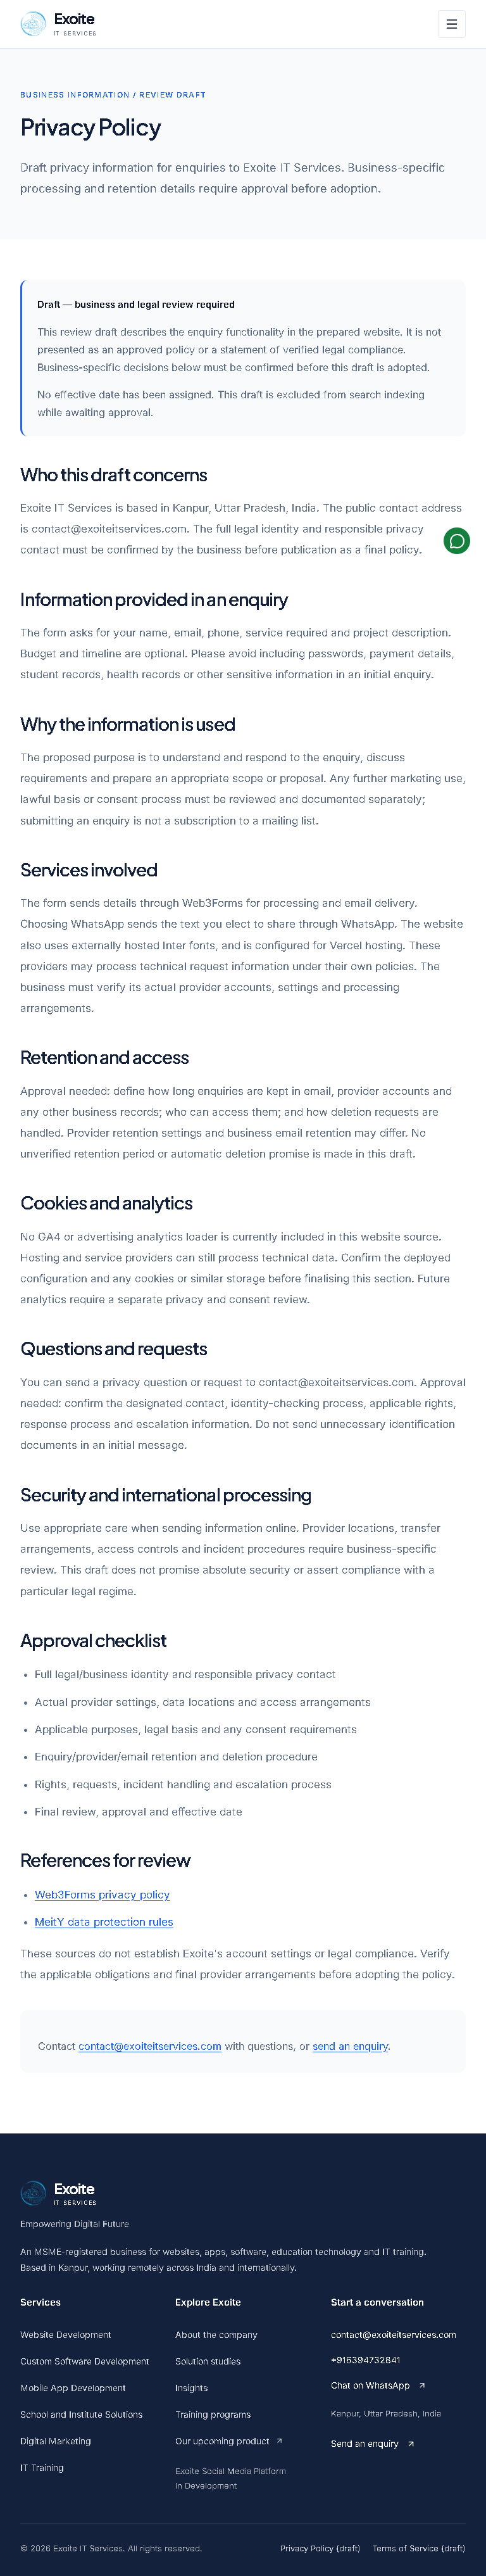 Exoite
IT SERVICES
BUSINESS INFORMATION / REVIEW DRAFT
Privacy Policy
Draft privacy information for enquiries to Exoite IT Services. Business-specific
processing and retention details require approval before adoption.
Draft — business and legal review required
This review draft describes the enquiry functionality in the prepared website. It is not
presented as an approved policy or a statement of verified legal compliance.
Business-specific decisions below must be confirmed before this draft is adopted.
No effective date has been assigned. This draft is excluded from search indexing
while awaiting approval.
Who this draft concerns
Exoite IT Services is based in Kanpur, Uttar Pradesh, India. The public contact address
is contact@exoiteitservices.com. The full legal identity and responsible privacy
contact must be confirmed by the business before publication as a final policy.
Information provided in an enquiry
The form asks for your name, email, phone, service required and project description.
Budget and timeline are optional. Please avoid including passwords, payment details,
student records, health records or other sensitive information in an initial enquiry.
Why the information is used
The proposed purpose is to understand and respond to the enquiry, discuss
requirements and prepare an appropriate scope or proposal. Any further marketing use,
lawful basis or consent process must be reviewed and documented separately;
submitting an enquiry is not a subscription to a mailing list.
Services involved
The form sends details through Web3Forms for processing and email delivery.
Choosing WhatsApp sends the text you elect to share through WhatsApp. The website
also uses externally hosted Inter fonts, and is configured for Vercel hosting. These
providers may process technical request information under their own policies. The
business must verify its actual provider accounts, settings and processing
arrangements.
Retention and access
Approval needed: define how long enquiries are kept in email, provider accounts and
any other business records; who can access them; and how deletion requests are
handled. Provider retention settings and business email retention may differ. No
unverified retention period or automatic deletion promise is made in this draft.
Cookies and analytics
No GA4 or advertising analytics loader is currently included in this website source.
Hosting and service providers can still process technical data. Confirm the deployed
configuration and any cookies or similar storage before finalising this section. Future
analytics require a separate privacy and consent review.
Questions and requests
You can send a privacy question or request to contact@exoiteitservices.com. Approval
needed: confirm the designated contact, identity-checking process, applicable rights,
response process and escalation information. Do not send unnecessary identification
documents in an initial message.
Security and international processing
Use appropriate care when sending information online. Provider locations, transfer
arrangements, access controls and incident procedures require business-specific
review. This draft does not promise absolute security or assert compliance with a
particular legal regime.
Approval checklist
• Full legal/business identity and responsible privacy contact
• Actual provider settings, data locations and access arrangements
• Applicable purposes, legal basis and any consent requirements
• Enquiry/provider/email retention and deletion procedure
• Rights, requests, incident handling and escalation process
• Final review, approval and effective date
References for review
• Web3Forms privacy policy
• MeitY data protection rules
These sources do not establish Exoite's account settings or legal compliance. Verify
the applicable obligations and final provider arrangements before adopting the policy.
Contact contact@exoiteitservices.com with questions, or send an enquiry.
Exoite
IT SERVICES
Empowering Digital Future
An MSME-registered business for websites, apps, software, education technology and IT training.
Based in Kanpur, working remotely across India and internationally.
Services
Website Development
Custom Software Development
Mobile App Development
School and Institute Solutions
Digital Marketing
IT Training
Explore Exoite
About the company
Solution studies
Insights
Training programs
Our upcoming product ↗
Exoite Social Media Platform
In Development
Start a conversation
contact@exoiteitservices.com
+916394732841
Chat on WhatsApp ↗
Kanpur, Uttar Pradesh, India
Send an enquiry ↗
© 2026 Exoite IT Services. All rights reserved.
Privacy Policy (draft) Terms of Service (draft)